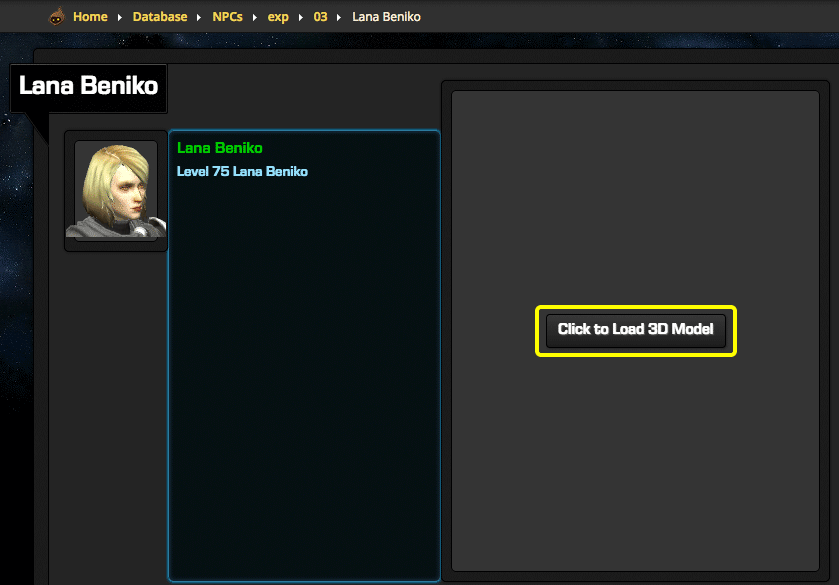 Home Database NPCs exp 03 Lana Beniko
Lana Beniko
Lana Beniko
Level 75 Lana Beniko
Click to Load 3D Model